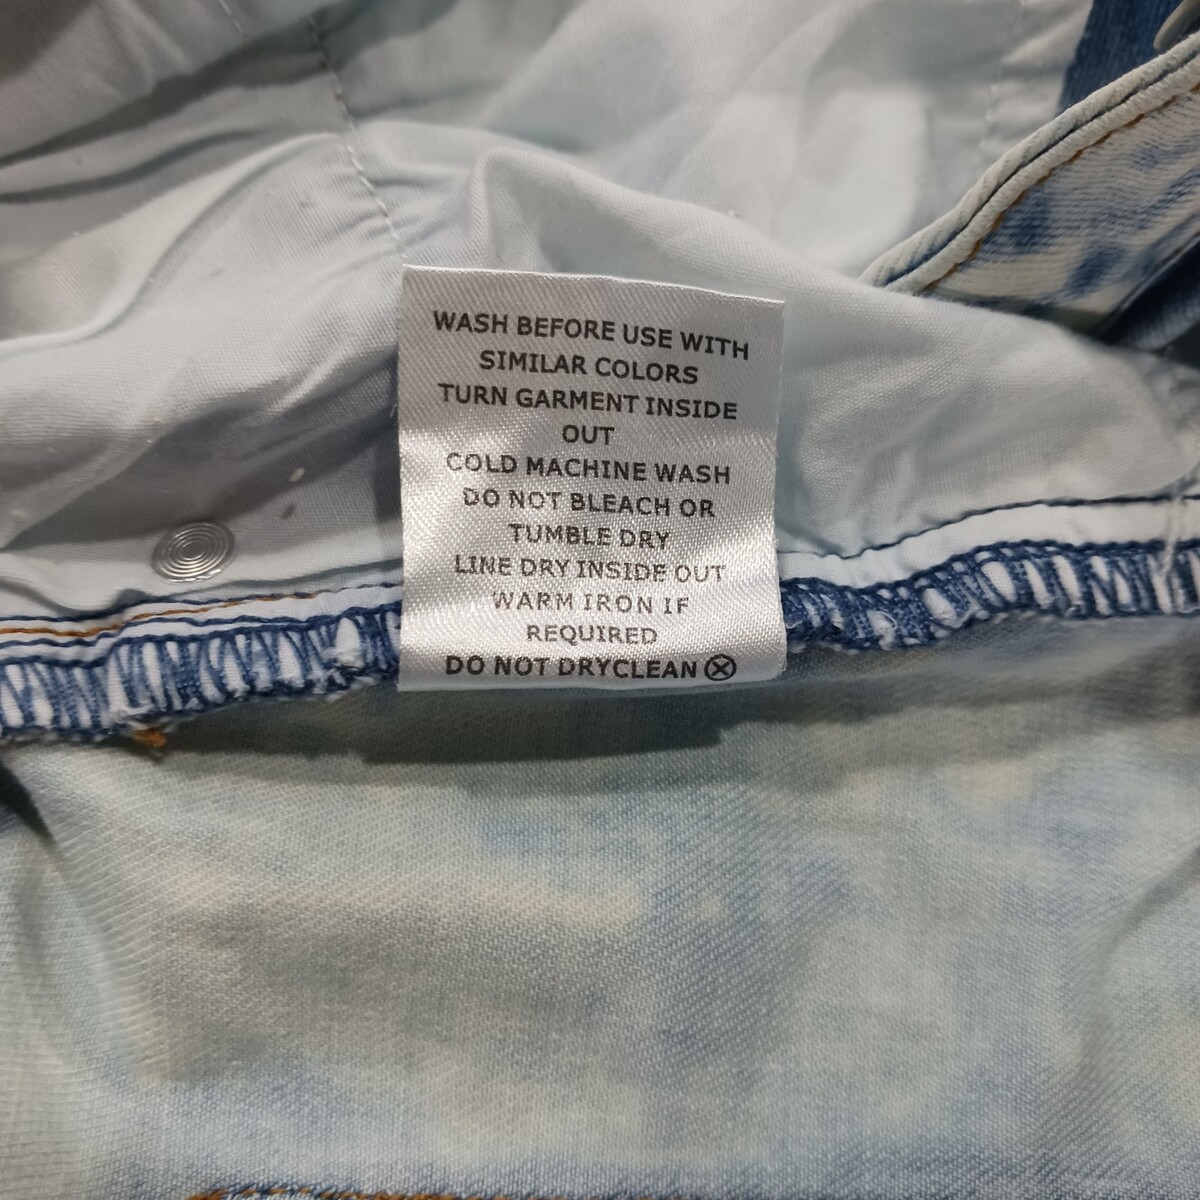 WASH BEFORE USE WITH
SIMILAR COLORS
TURN GARMENT INSIDE
OUT
COLD MACHINE WASH
DO NOT BLEACH OR
TUMBLE DRY
LINE DRY INSIDE OUT
WARM IRON IF
REQUIRED
DO NOT DRYCLEAN